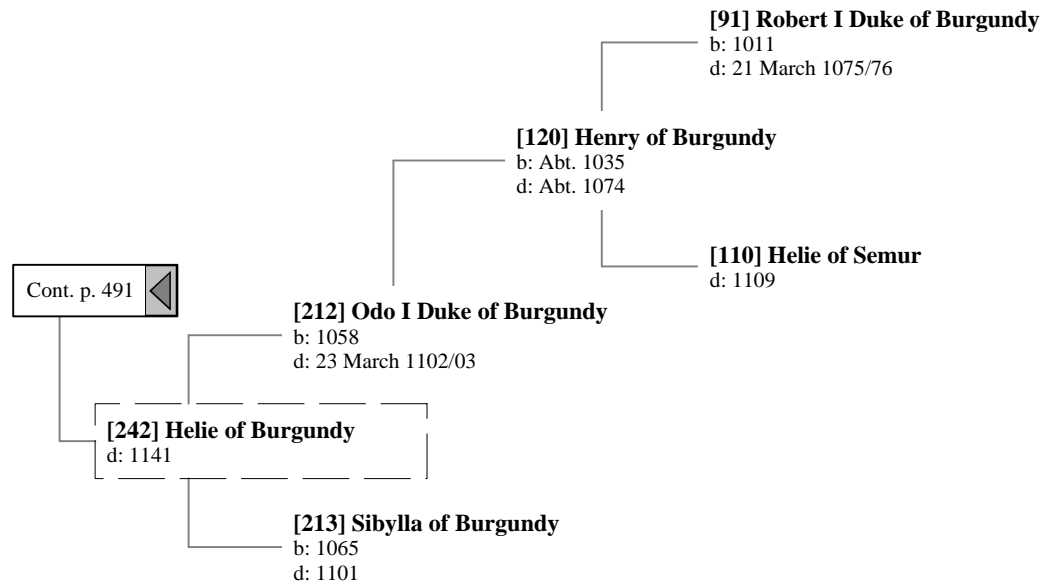 [91] Robert I Duke of Burgundy
b: 1011
d: 21 March 1075/76
[120] Henry of Burgundy
b: Abt. 1035
d: Abt. 1074
[110] Helie of Semur
d: 1109
Cont. p. 491
[212] Odo I Duke of Burgundy
b: 1058
d: 23 March 1102/03
[242] Helie of Burgundy
d: 1141
[213] Sibylla of Burgundy
b: 1065
d: 1101